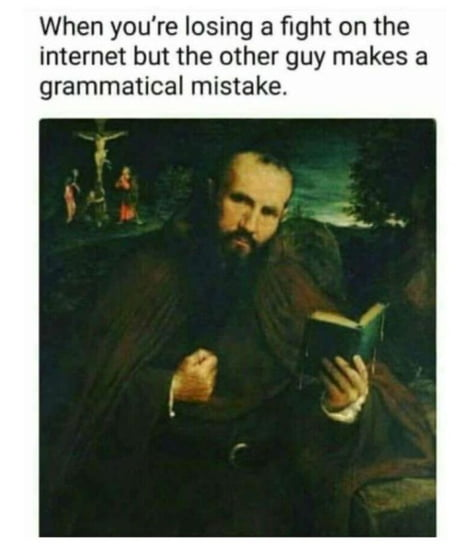 When you're losing a fight on the
internet but the other guy makes a
grammatical mistake.